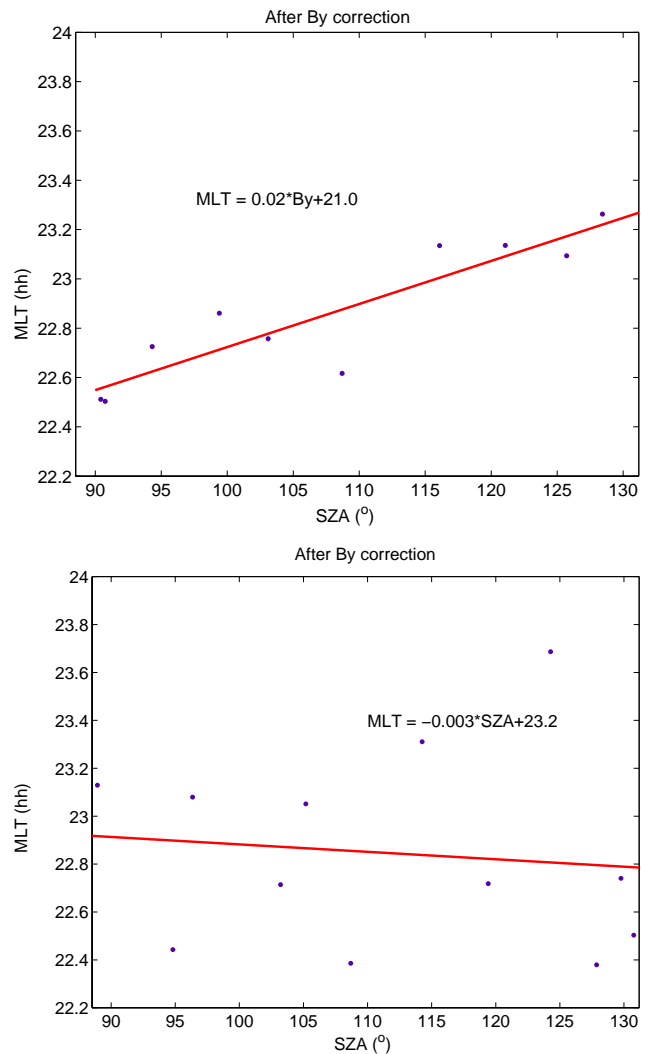 After By correction
24
23.8
23.6
23.4
23.2
23
22.8
22.6
22.4
22.2
MLT (hh)
MLT = 0.02*By+21.0
90 95 100 105 110 115 120 125 130
SZA (o)
After By correction
24
23.8
23.6
23.4
23.2
23
22.8
22.6
22.4
22.2
MLT (hh)
MLT = −0.003*SZA+23.2
90 95 100 105 110 115 120 125 130
SZA (o)